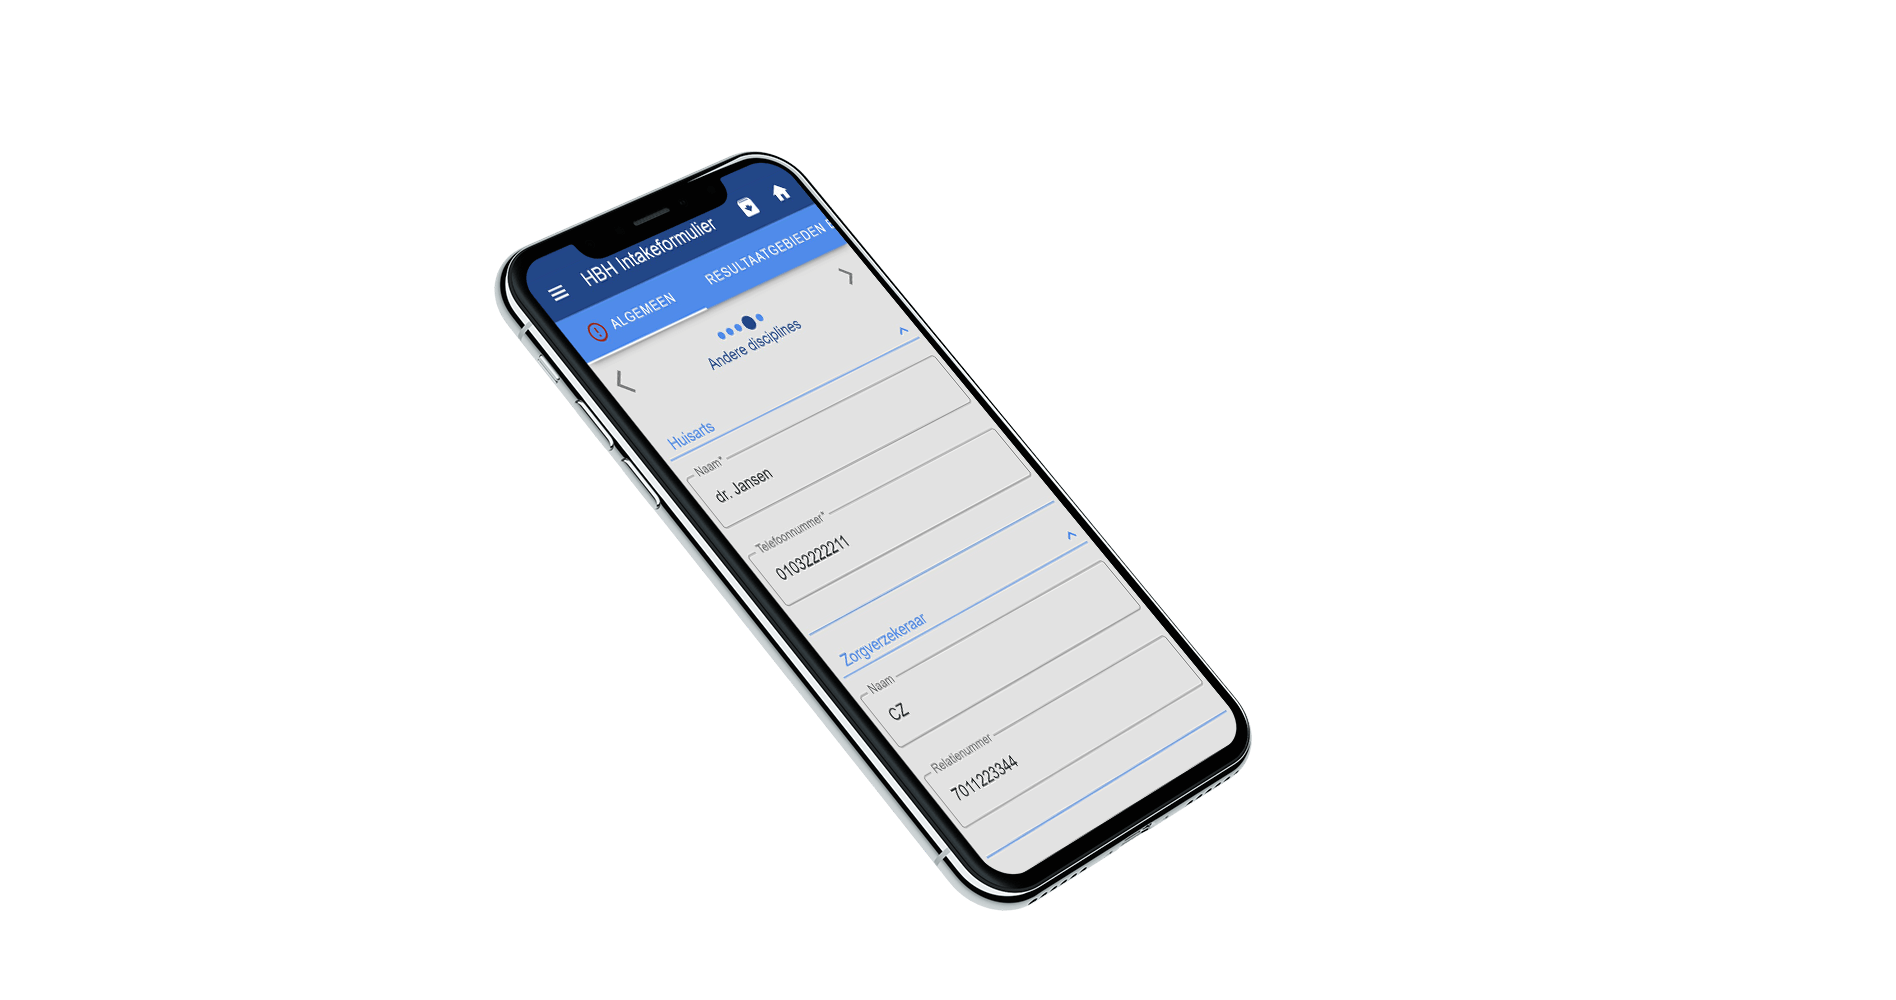 HBH Intakeformulier
ALGEMEEN
RESULTAATGEBIEDEN E
Andere disciplines
Huisarts
Naam*
dr. Jansen
Telefoonnummer*
01032222211
Zorgverzekeraar
Naam
CZ
Relatienummer
7011223344